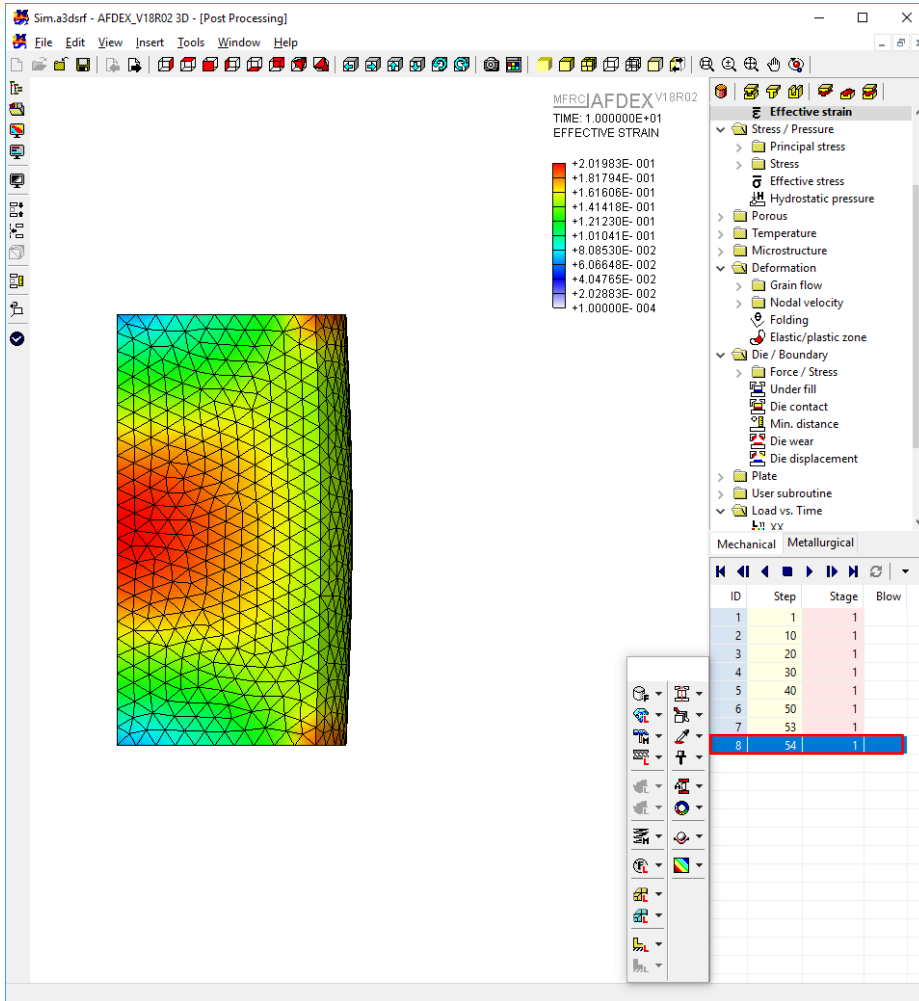 Sim.a3dsrf - AFDEX_V18R02 3D - [Post Processing]
File Edit View Insert Tools Window Help
MFRC|AFDEX V18R02
TIME: 1.000000E+01
EFFECTIVE STRAIN
+2.01983E- 001
+1.81794E- 001
+1.61606E- 001
+1.41418E- 001
+1.21230E- 001
+1.01041E- 001
+8.08530E- 002
+6.06648E- 002
+4.04765E- 002
+2.02883E- 002
+1.00000E- 004
Effective strain
Stress / Pressure
Principal stress
Stress
Effective stress
Hydrostatic pressure
Porous
Temperature
Microstructure
Deformation
Grain flow
Nodal velocity
Folding
Elastic/plastic zone
Die / Boundary
Force / Stress
Under fill
Die contact
Min. distance
Die wear
Die displacement
Plate
User subroutine
Load vs. Time
Mechanical Metallurgical
ID Step Stage Blow
1 1 1
2 10 1
3 20 1
4 30 1
5 40 1
6 50 1
7 53 1
8 54 1